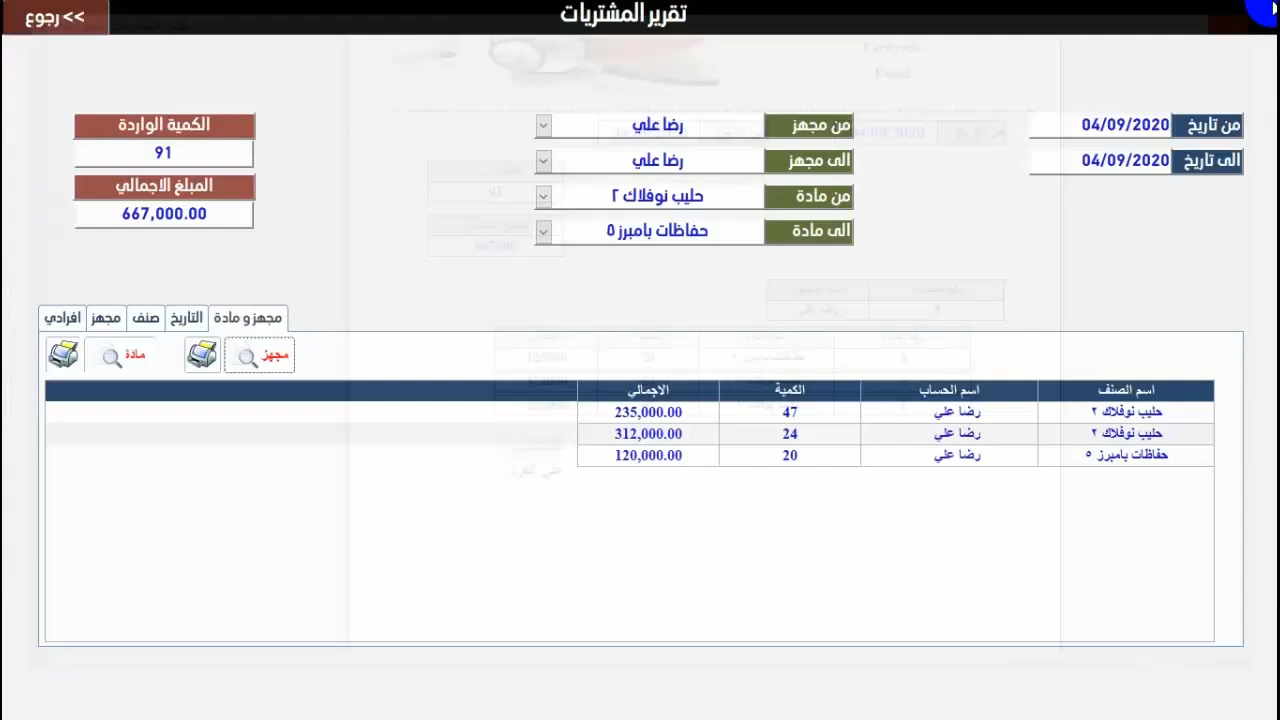 تقرير المشتريات
>> رجوع
من تاريخ 04/09/2020
من مجهز رضا علي
الكمية الواردة
91
الى تاريخ 04/09/2020
الى مجهز رضا علي
المبلغ الاجمالي
667,000.00
من مادة حليب نوفلاك ٢
الى مادة حفاظات بامبرز ٥
مجهز و مادة التاريخ صنف مجهز افرادي
مجهز مادة
اسم الصنف اسم الحساب الكمية الاجمالي
حليب نوفلاك ٢ رضا علي 47 235,000.00
حليب نوفلاك ٢ رضا علي 24 312,000.00
حفاظات بامبرز ٥ رضا علي 20 120,000.00